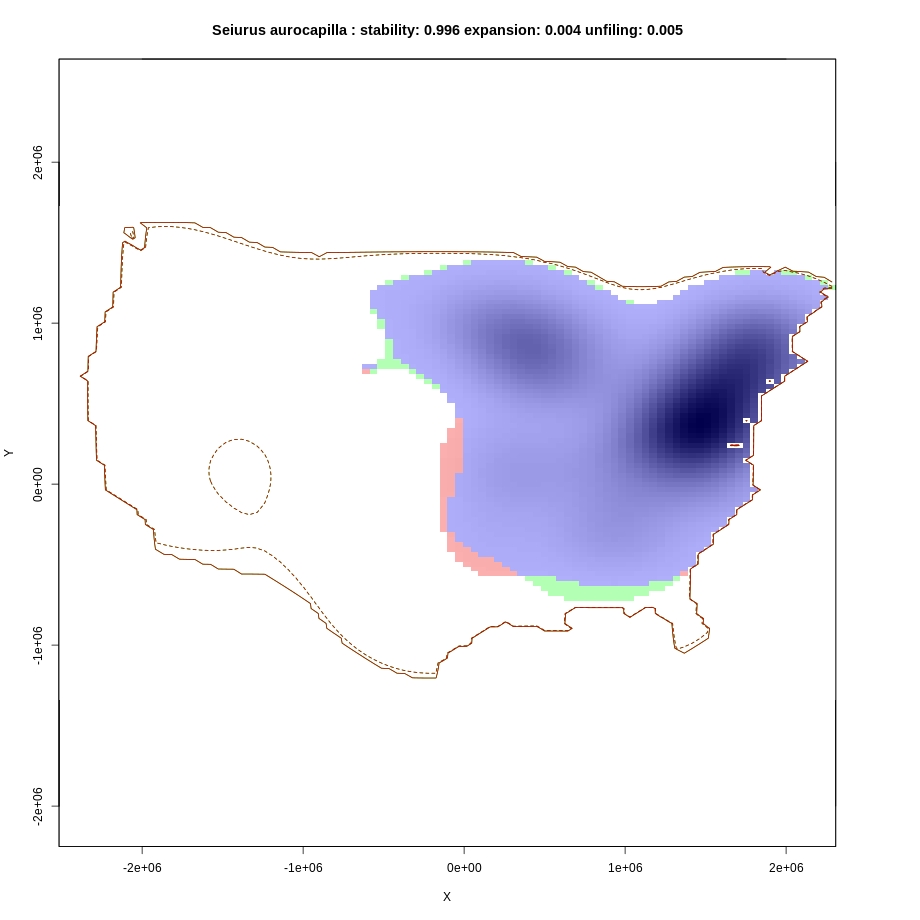 Seiurus aurocapilla : stability: 0.996 expansion: 0.004 unfiling: 0.005
2e+06
1e+06
0e+00
-1e+06
-2e+06
Y
-2e+06 -1e+06 0e+00 1e+06 2e+06
X